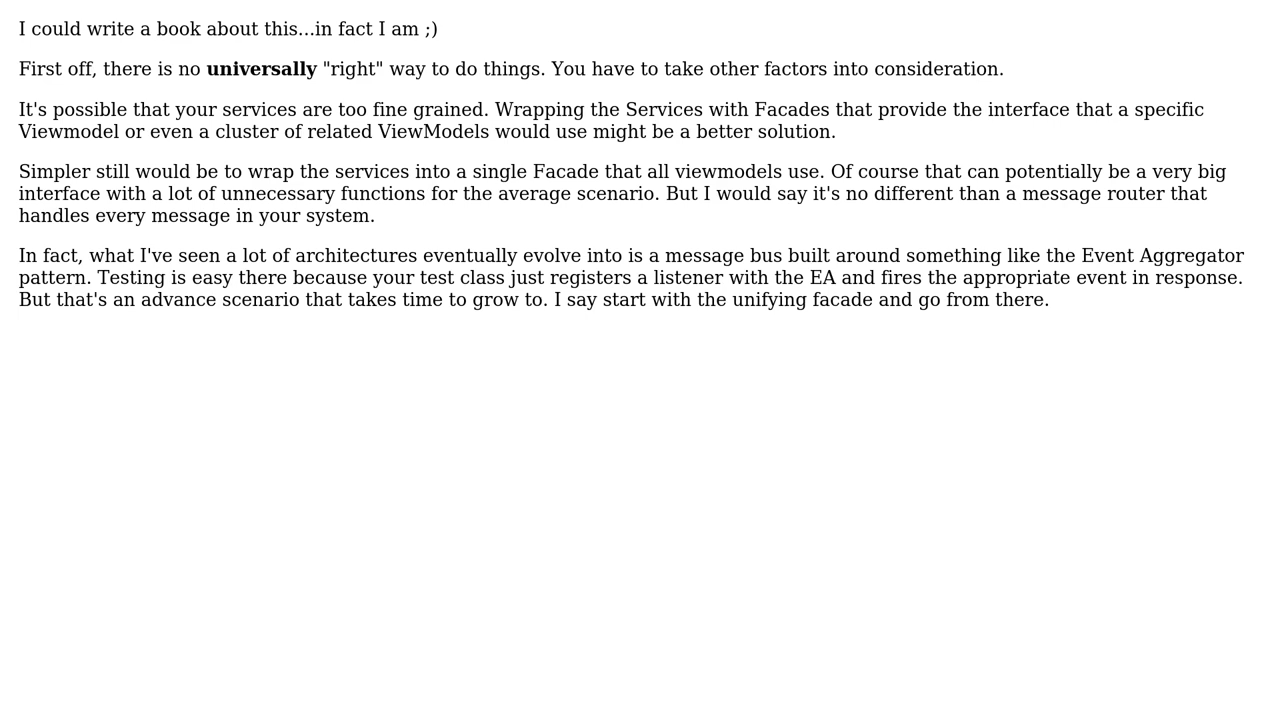 I could write a book about this...in fact I am ;)
First off, there is no universally "right" way to do things. You have to take other factors into consideration.
It's possible that your services are too fine grained. Wrapping the Services with Facades that provide the interface that a specific
Viewmodel or even a cluster of related ViewModels would use might be a better solution.
Simpler still would be to wrap the services into a single Facade that all viewmodels use. Of course that can potentially be a very big
interface with a lot of unnecessary functions for the average scenario. But I would say it's no different than a message router that
handles every message in your system.
In fact, what I've seen a lot of architectures eventually evolve into is a message bus built around something like the Event Aggregator
pattern. Testing is easy there because your test class just registers a listener with the EA and fires the appropriate event in response.
But that's an advance scenario that takes time to grow to. I say start with the unifying facade and go from there.